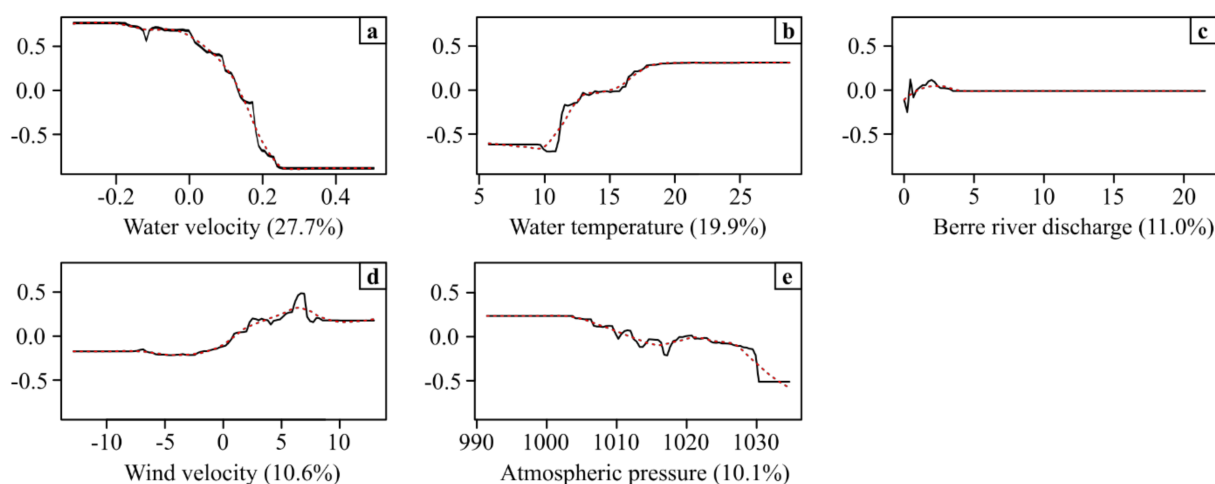 a
0.5
0.0
-0.5
-0.2 0.0 0.2 0.4
Water velocity (27.7%)
b
0.5
0.0
-0.5
5 10 15 20 25
Water temperature (19.9%)
c
0.5
0.0
-0.5
0 5 10 15 20
Berre river discharge (11.0%)
d
0.5
0.0
-0.5
-10 -5 0 5 10
Wind velocity (10.6%)
e
0.5
0.0
-0.5
990 1000 1010 1020 1030
Atmospheric pressure (10.1%)